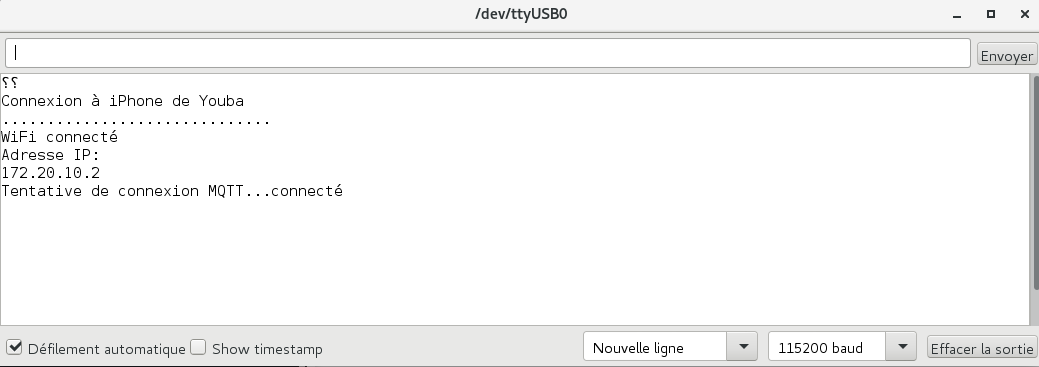 /dev/ttyUSB0
Envoyer
⸮⸮
Connexion à iPhone de Youba
..............................
WiFi connecté
Adresse IP:
172.20.10.2
Tentative de connexion MQTT...connecté
Défilement automatique Show timestamp Nouvelle ligne 115200 baud Effacer la sortie